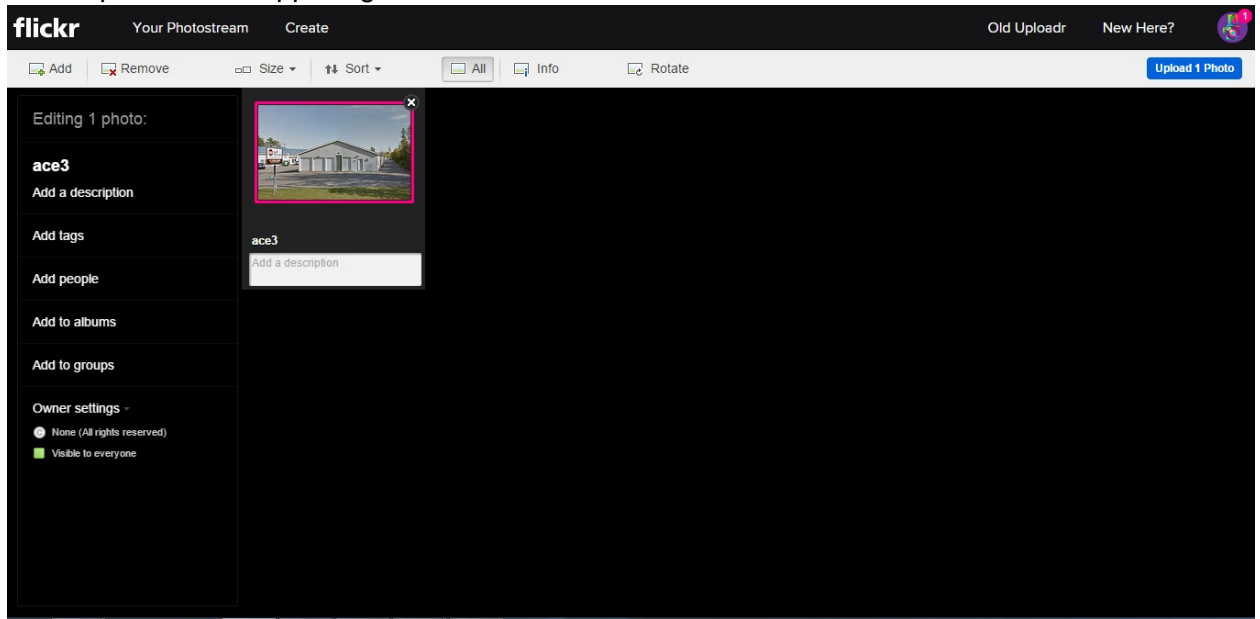 flickr Your Photostream Create Old Uploadr New Here? 1
Add Remove Size Sort All Info Rotate Upload 1 Photo
Editing 1 photo:
ace3
Add a description
Add tags
Add people
Add to albums
Add to groups
Owner settings
None (All rights reserved)
Visible to everyone
ace3
Add a description